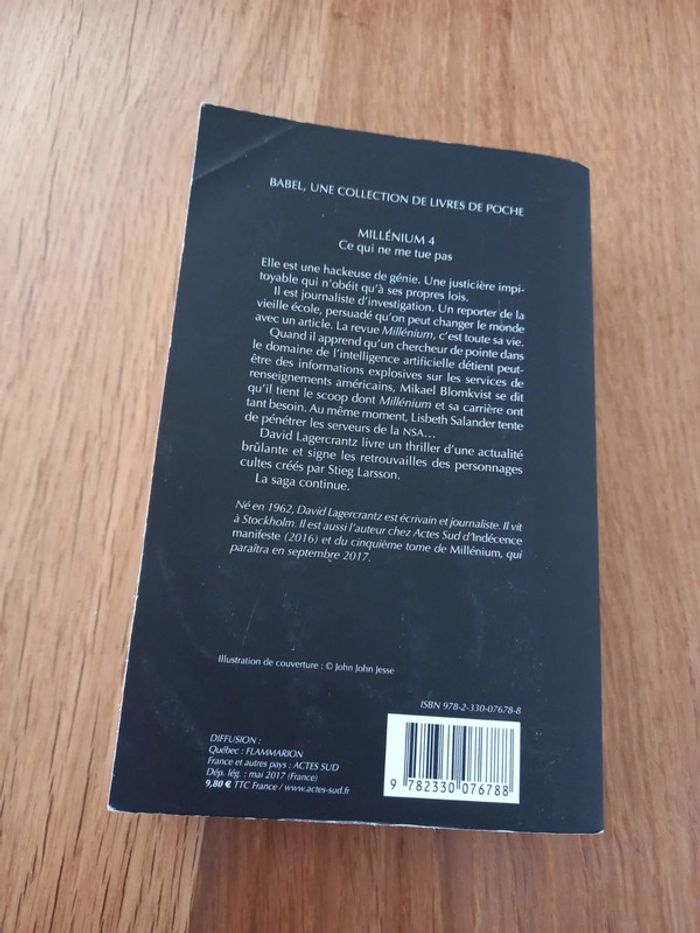 BABEL, UNE COLLECTION DE LIVRES DE POCHE
MILLÉNIUM 4
Ce qui ne me tue pas
Elle est une hackeuse de génie. Une justicière impi-
toyable qui n'obéit qu'à ses propres lois.
Il est journaliste d'investigation. Un reporter de la
vieille école, persuadé qu'on peut changer le monde
avec un article. La revue Millénium, c'est toute sa vie.
Quand il apprend qu'un chercheur de pointe dans
le domaine de l'intelligence artificielle détient peut-
être des informations explosives sur les services de
renseignements américains, Mikael Blomkvist se dit
qu'il tient le scoop dont Millénium et sa carrière ont
tant besoin. Au même moment, Lisbeth Salander tente
de pénétrer les serveurs de la NSA...
David Lagercrantz livre un thriller d'une actualité
brûlante et signe les retrouvailles des personnages
cultes créés par Stieg Larsson.
La saga continue.
Né en 1962, David Lagercrantz est écrivain et journaliste. Il vit
à Stockholm. Il est aussi l'auteur chez Actes Sud d'Indécence
manifeste (2016) et du cinquième tome de Millénium, qui
paraîtra en septembre 2017.
Illustration de couverture : © John John Jesse
ISBN 978-2-330-07678-8
DIFFUSION :
Québec : FLAMMARION
France et autres pays : ACTES SUD
Dép. lég. : mai 2017 (France)
9,80 € TTC France / www.actes-sud.fr
9 782330 076788